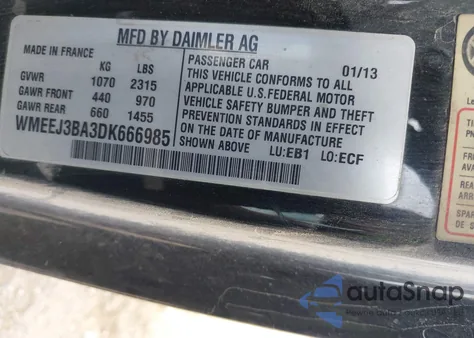 MFD BY DAIMLER AG
MADE IN FRANCE
KG LBS
GVWR 1070 2315
GAWR FRONT 440 970
GAWR REAR 660 1455
WMEEJ3BA3DK666985
PASSENGER CAR 01/13
THIS VEHICLE CONFORMS TO ALL
APPLICABLE U.S.FEDERAL MOTOR
VEHICLE SAFETY BUMPER AND THEFT
PREVENTION STANDARDS IN EFFECT
ON THE DATE OF MANUFACTURE
SHOWN ABOVE LU:EB1 LO:ECF
autoSnap